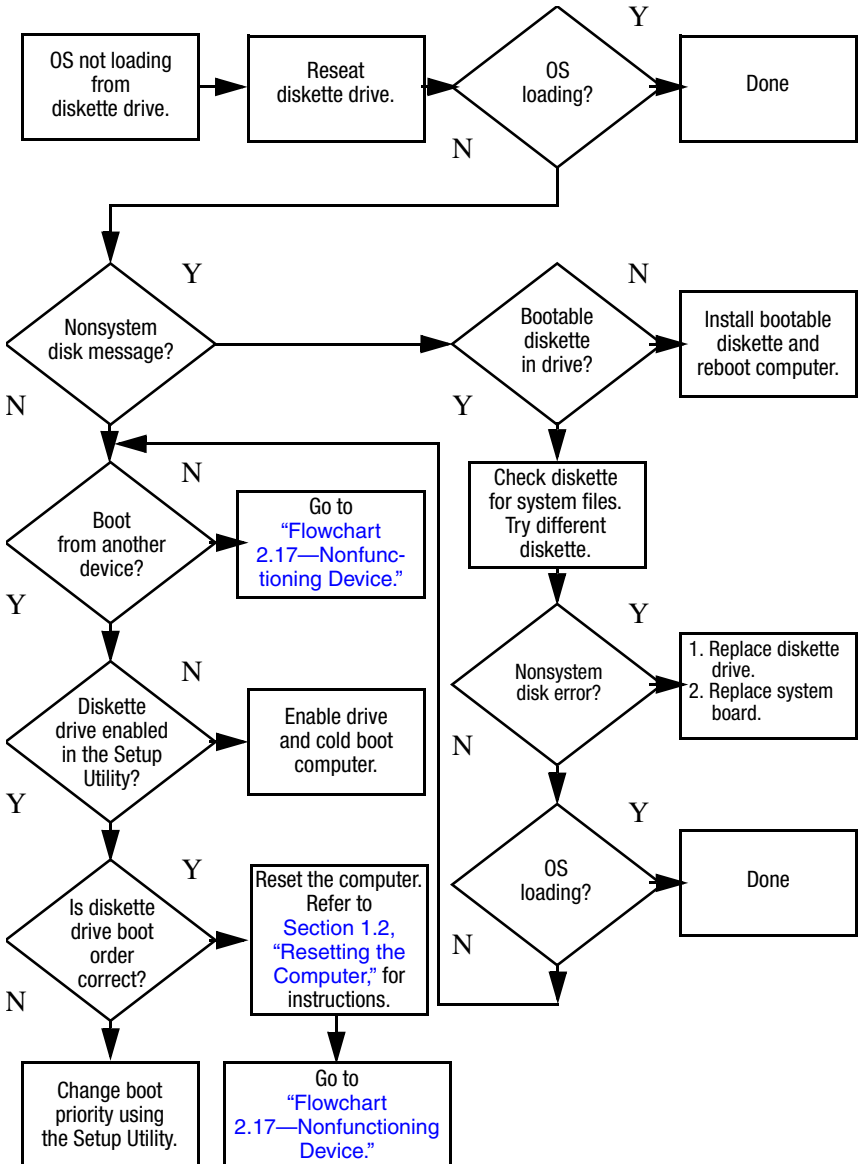 OS not loading
from
diskette drive.
Reseat
diskette drive.
OS
loading?
Y
N
Done
Nonsystem
disk message?
Y
N
Bootable
diskette
in drive?
N
Y
Install bootable
diskette and
reboot computer.
Check diskette
for system files.
Try different
diskette.
Boot
from another
device?
N
Y
Go to
“Flowchart
2.17—Nonfunc-
tioning Device.”
Nonsystem
disk error?
Y
N
1. Replace diskette
drive.
2. Replace system
board.
Diskette
drive enabled
in the Setup
Utility?
N
Y
Enable drive
and cold boot
computer.
OS
loading?
Y
N
Done
Is diskette
drive boot
order
correct?
Y
N
Reset the computer.
Refer to
Section 1.2,
“Resetting the
Computer,” for
instructions.
Change boot
priority using
the Setup Utility.
Go to
“Flowchart
2.17—Nonfunctioning
Device.”